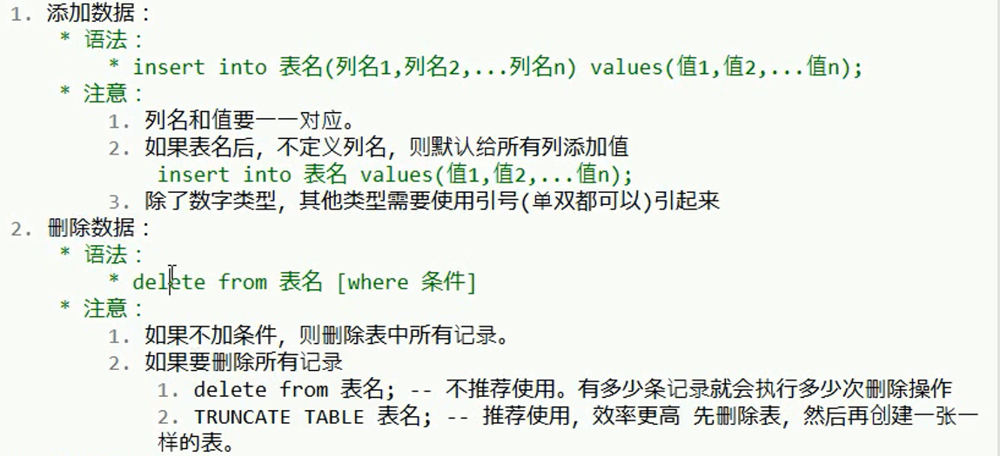 1. 添加数据：
* 语法：
* insert into 表名(列名1,列名2,...列名n) values(值1,值2,...值n);
* 注意：
1. 列名和值要一一对应。
2. 如果表名后，不定义列名，则默认给所有列添加值
insert into 表名 values(值1,值2,...值n);
3. 除了数字类型，其他类型需要使用引号(单双都可以)引起来
2. 删除数据：
* 语法：
* delete from 表名 [where 条件]
* 注意：
1. 如果不加条件，则删除表中所有记录。
2. 如果要删除所有记录
1. delete from 表名; -- 不推荐使用。有多少条记录就会执行多少次删除操作
2. TRUNCATE TABLE 表名; -- 推荐使用，效率更高 先删除表，然后再创建一张一
样的表。